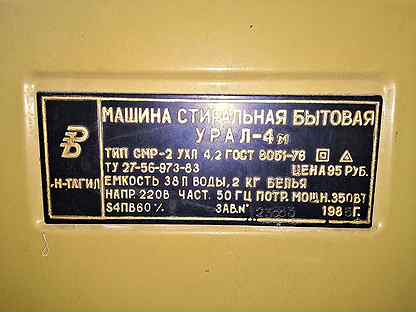 МАШИНА СТИРАЛЬНАЯ БЫТОВАЯ
УРАЛ-4м
ТИП СМР-2 УХЛ 4,2 ГОСТ 8051-78
ТУ 27-56-973-83 ЦЕНА 95 РУБ.
Н-ТАГИЛ
ЕМКОСТЬ 38Л ВОДЫ, 2 КГ БЕЛЬЯ
НАПР. 220В ЧАСТ. 50 ГЦ ПОТР. МОЩН. 350ВТ
S4ПВ60% ЗАВ.№